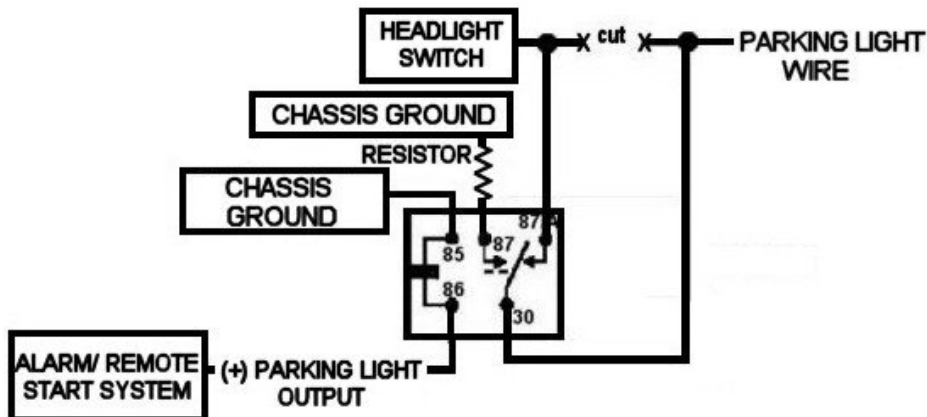 HEADLIGHT
SWITCH
X cut X
PARKING LIGHT
WIRE
CHASSIS GROUND
RESISTOR
CHASSIS
GROUND
85
87
87A
86
30
ALARM/ REMOTE
START SYSTEM
(+) PARKING LIGHT
OUTPUT